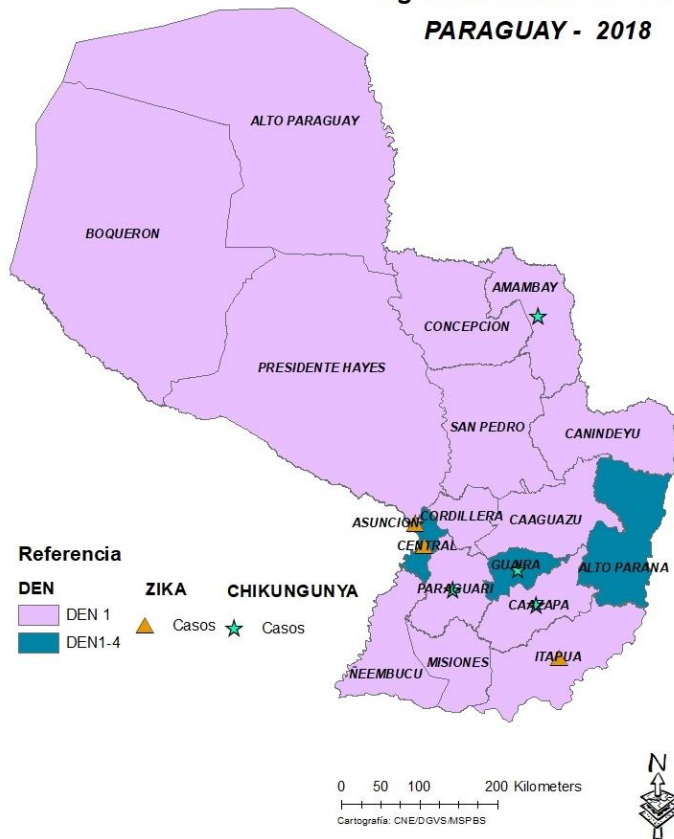 PARAGUAY - 2018
ALTO PARAGUAY
BOQUERON
AMAMBAY
CONCEPCION
PRESIDENTE HAYES
SAN PEDRO
CANINDEYU
ASUNCION
CORDILLERA
CAAGUAZU
CENTRAL
GUAIRA
ALTO PARANA
PARAGUARI
CAAZAPA
ÑEEMBUCU
MISIONES
ITAPUA
Referencia
DEN ZIKA CHIKUNGUNYA
DEN 1 Casos Casos
DEN1-4
N
0 50 100 200 Kilometers
Cartografía: CNE/DGVS/MSPBS